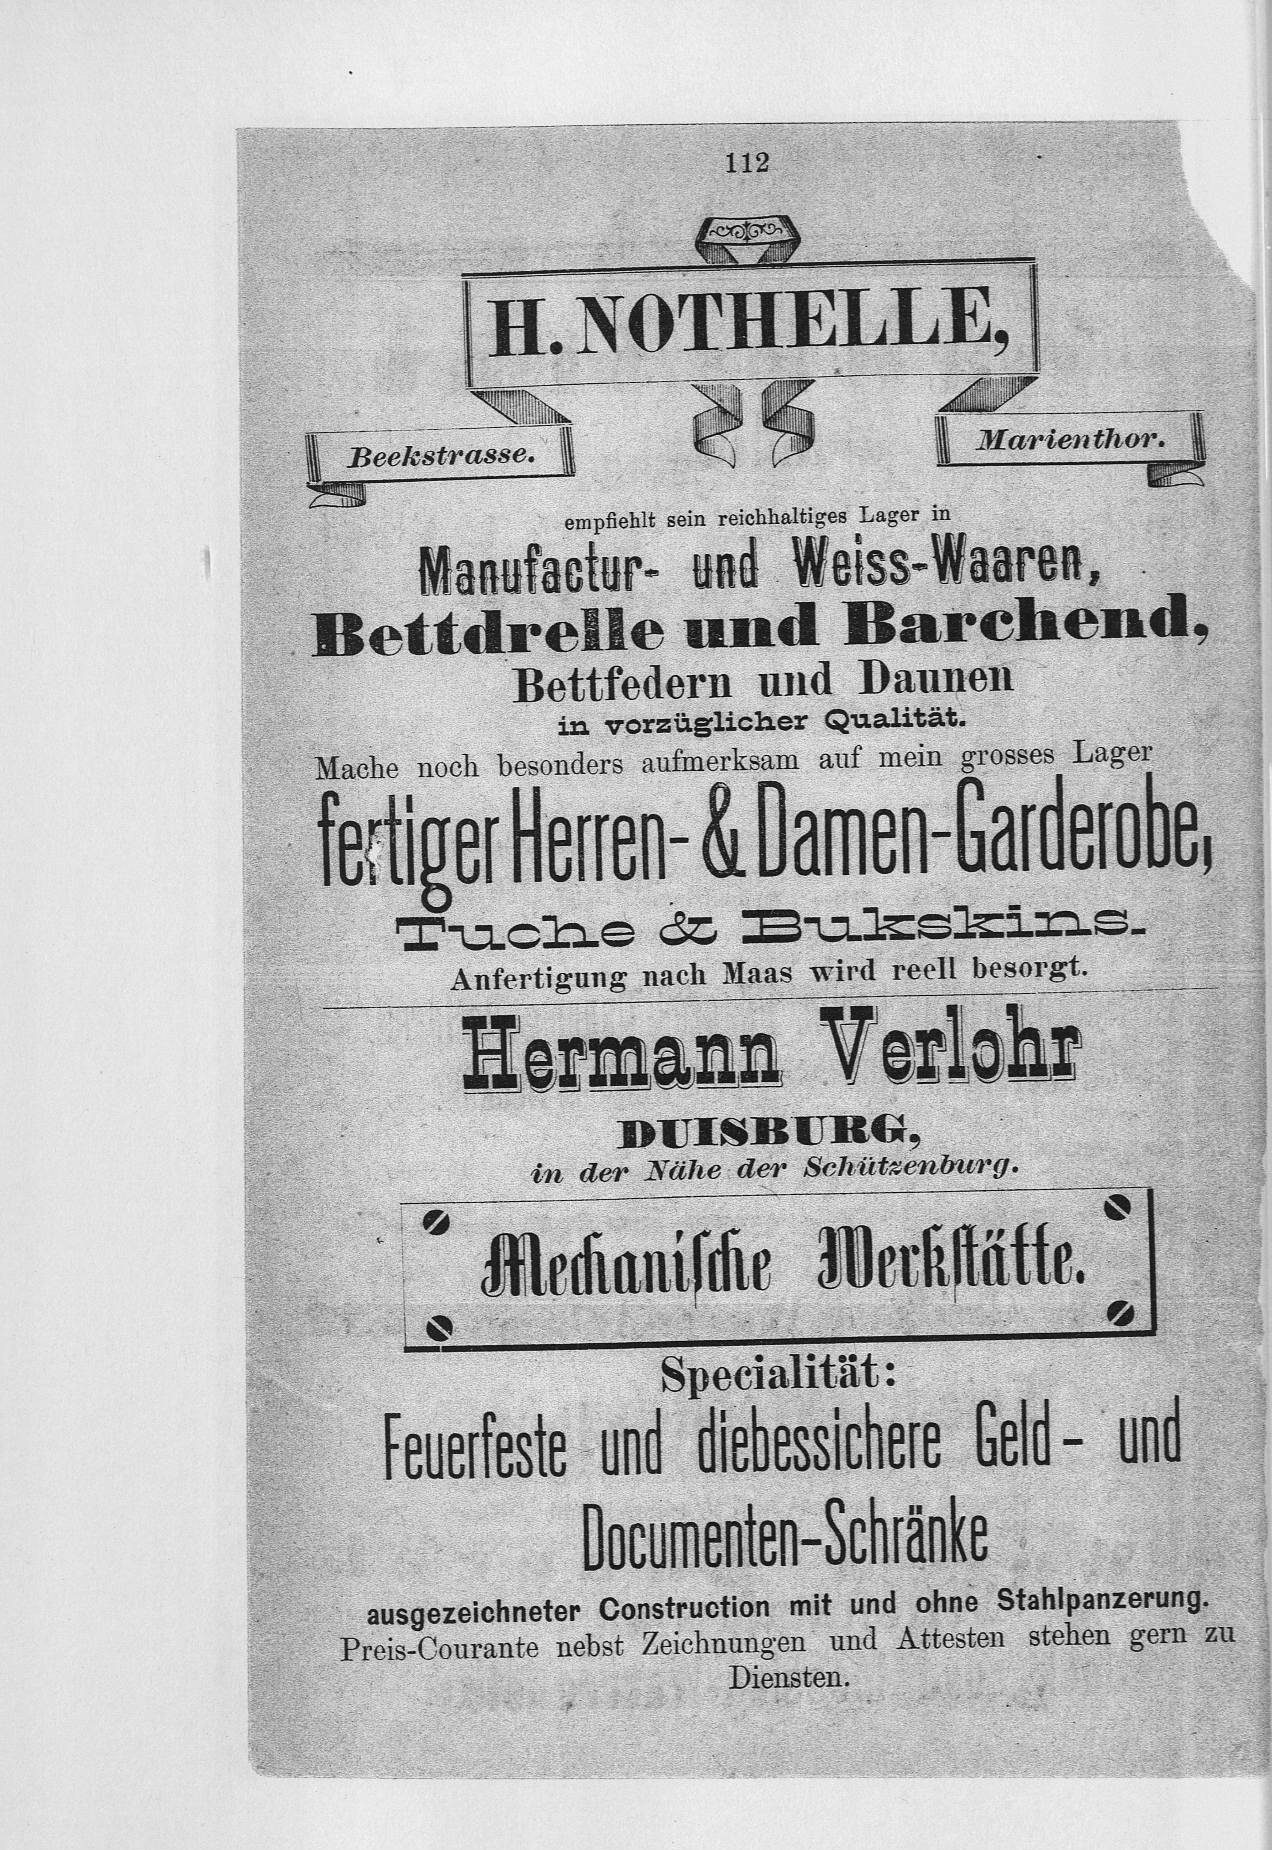 112
H. NOTHELLE,
Beekstrasse.
Marienthor.
empfiehlt sein reichhaltiges Lager in
Manufactur- und Weiss-Waaren,
Bettdrelle und Barchend,
Bettfedern und Daunen
in vorzüglicher Qualität.
Mache noch besonders aufmerksam auf mein grosses Lager
fertiger Herren- & Damen-Garderobe,
Tuche & Bukskins.
Anfertigung nach Maas wird reell besorgt.
Hermann Verlohr
DUISBURG,
in der Nähe der Schützenburg.
Mechaniſche Werkſtätte.
Specialität:
Feuerfeste und diebessichere Geld- und
Documenten-Schränke
ausgezeichneter Construction mit und ohne Stahlpanzerung.
Preis-Courante nebst Zeichnungen und Attesten stehen gern zu
Diensten.